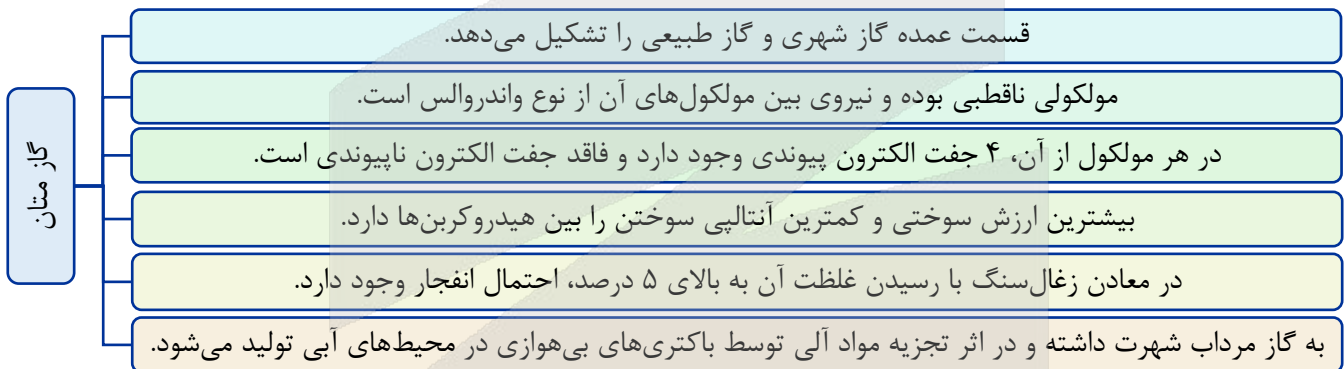 گاز متان
قسمت عمده گاز شهری و گاز طبیعی را تشکیل می‌دهد.
مولکولی ناقطبی بوده و نیروی بین مولکول‌های آن از نوع واندروالس است.
در هر مولکول از آن، ۴ جفت الکترون پیوندی وجود دارد و فاقد جفت الکترون ناپیوندی است.
بیشترین ارزش سوختی و کمترین آنتالپی سوختن را بین هیدروکربن‌ها دارد.
در معادن زغال‌سنگ با رسیدن غلظت آن به بالای ۵ درصد، احتمال انفجار وجود دارد.
به گاز مرداب شهرت داشته و در اثر تجزیه مواد آلی توسط باکتری‌های بی‌هوازی در محیط‌های آبی تولید می‌شود.